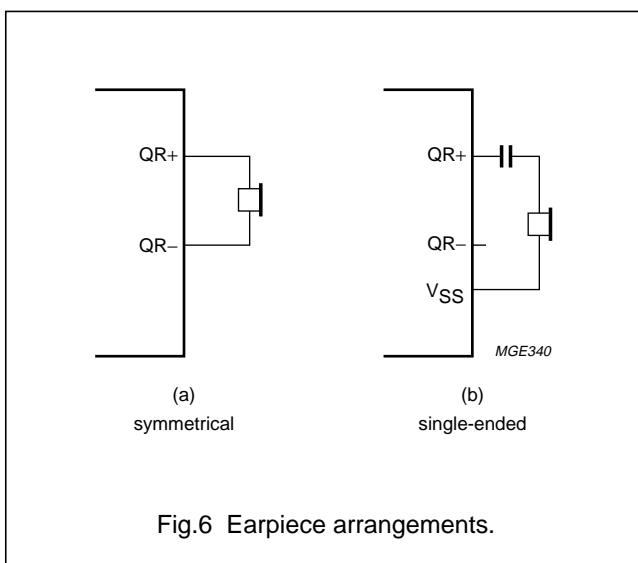 QR+
QR−
(a)
symmetrical
QR+
QR−
VSS
MGE340
(b)
single-ended
Fig.6 Earpiece arrangements.